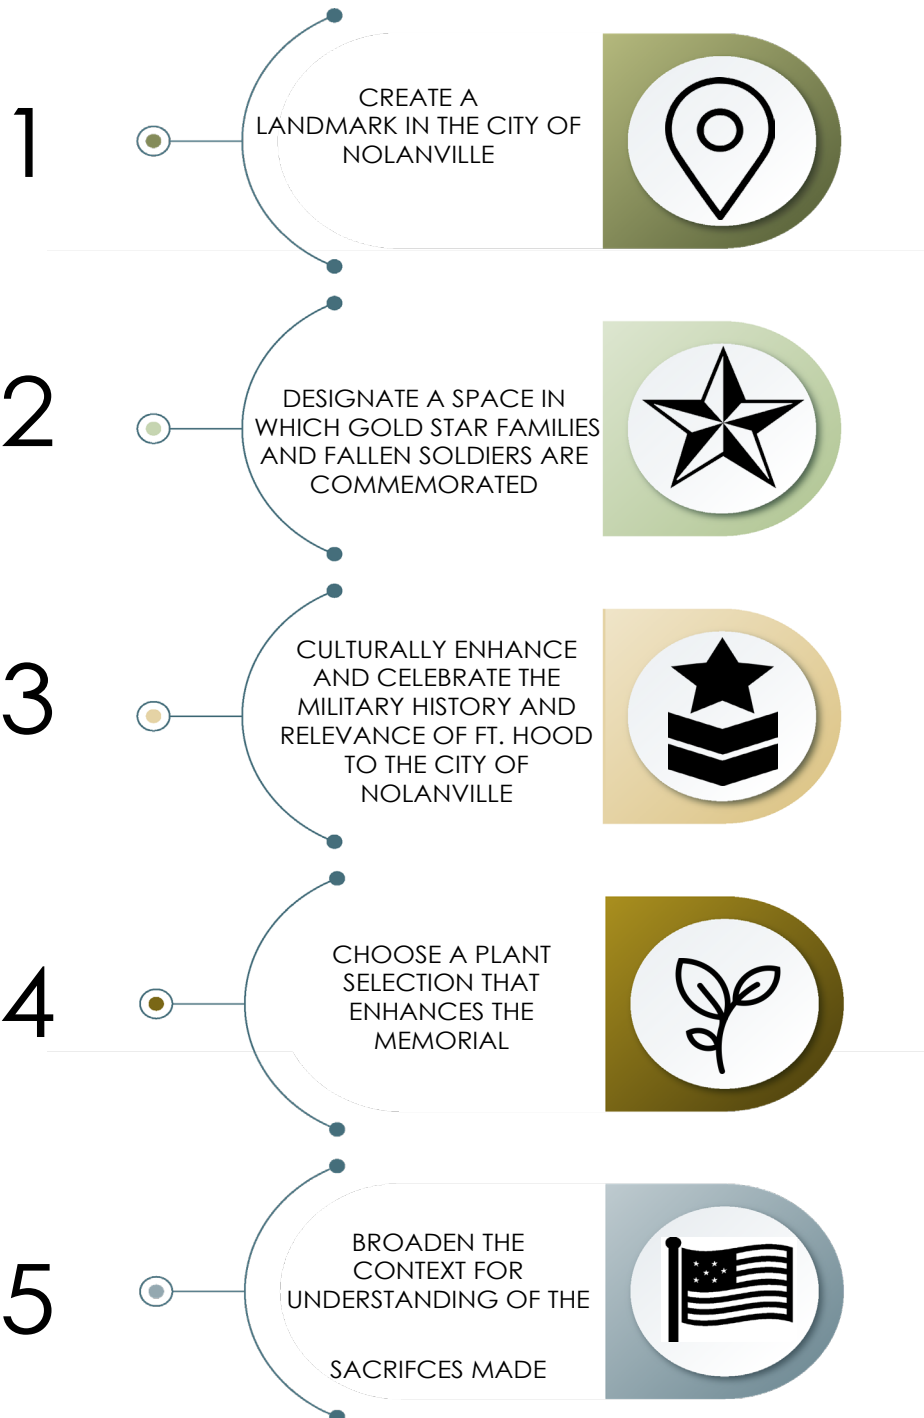 1
CREATE A
LANDMARK IN THE CITY OF
NOLANVILLE
2
DESIGNATE A SPACE IN
WHICH GOLD STAR FAMILIES
AND FALLEN SOLDIERS ARE
COMMEMORATED
3
CULTURALLY ENHANCE
AND CELEBRATE THE
MILITARY HISTORY AND
RELEVANCE OF FT. HOOD
TO THE CITY OF
NOLANVILLE
4
CHOOSE A PLANT
SELECTION THAT
ENHANCES THE
MEMORIAL
5
BROADEN THE
CONTEXT FOR
UNDERSTANDING OF THE
SACRIFCES MADE